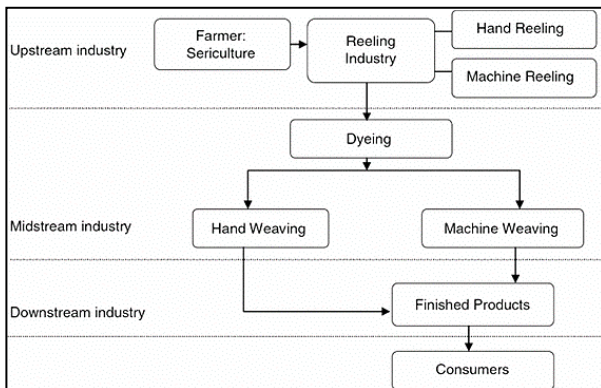 Hand Reeling
Farmer:
Sericulture
Reeling
Industry
Upstream industry
Machine Reeling
Dyeing
Hand Weaving
Machine Weaving
Midstream industry
Finished Products
Downstream industry
Consumers